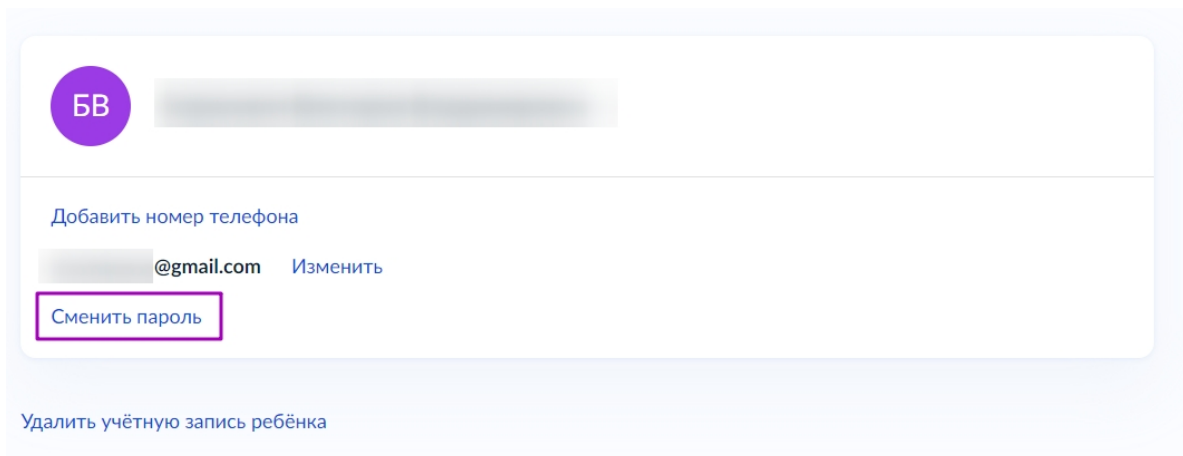 БВ
Добавить номер телефона
@gmail.com Изменить
Сменить пароль
Удалить учётную запись ребёнка